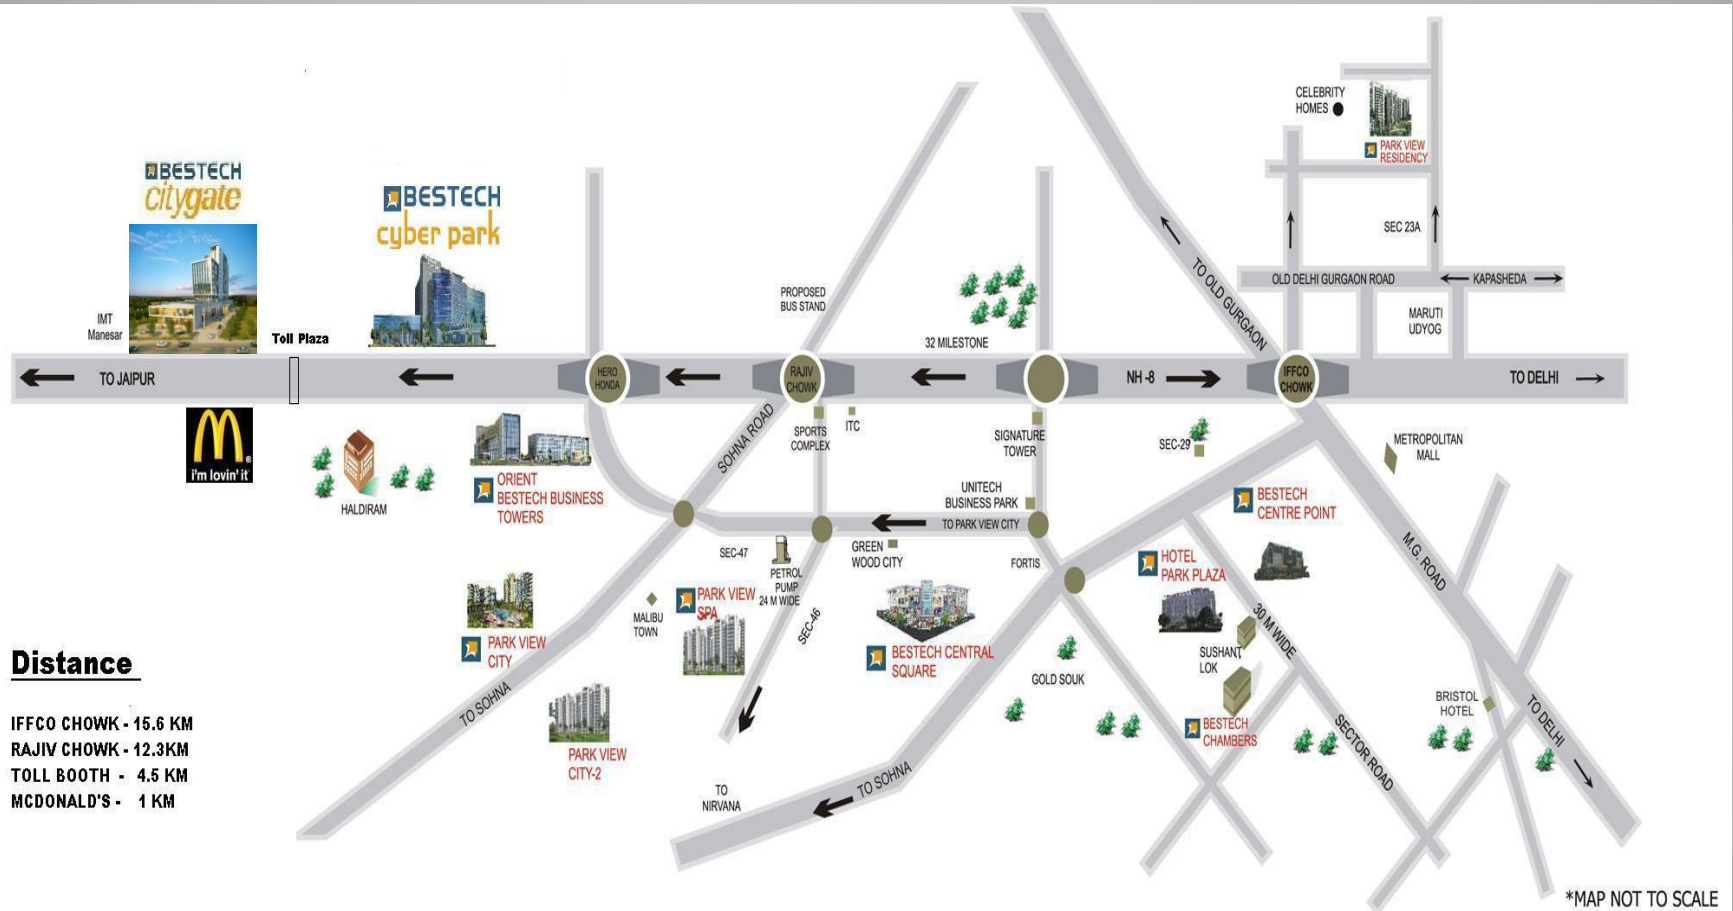 CELEBRITY
HOMES
PARK VIEW
RESIDENCY
BESTECH
citygate
BESTECH
cyber park
SEC 23A
TO OLD GURGAON
OLD DELHI GURGAON ROAD
KAPASHEDA
PROPOSED
BUS STAND
MARUTI
UDYOG
IMT
Manesar
Toll Plaza
32 MILESTONE
TO JAIPUR
HERO
HONDA
RAJIV
CHOWK
NH -8
IFFCO
CHOWK
TO DELHI
i'm lovin' it
®
HALDIRAM
ORIENT
BESTECH BUSINESS
TOWERS
SOHNA ROAD
SPORTS
COMPLEX
ITC
SIGNATURE
TOWER
SEC-29
METROPOLITAN
MALL
UNITECH
BUSINESS PARK
BESTECH
CENTRE POINT
TO PARK VIEW CITY
SEC-47
PETROL
PUMP
24 M WIDE
GREEN
WOOD CITY
FORTIS
HOTEL
PARK PLAZA
M.G. ROAD
MALIBU
TOWN
PARK VIEW
SPA
SEC-46
30 M WIDE
PARK VIEW
CITY
BESTECH CENTRAL
SQUARE
SUSHANT
LOK
GOLD SOUK
TO SOHNA
BRISTOL
HOTEL
TO DELHI
BESTECH
CHAMBERS
SECTOR ROAD
PARK VIEW
CITY-2
TO
NIRVANA
TO SOHNA
Distance
IFFCO CHOWK - 15.6 KM
RAJIV CHOWK - 12.3KM
TOLL BOOTH - 4.5 KM
MCDONALD'S - 1 KM
*MAP NOT TO SCALE